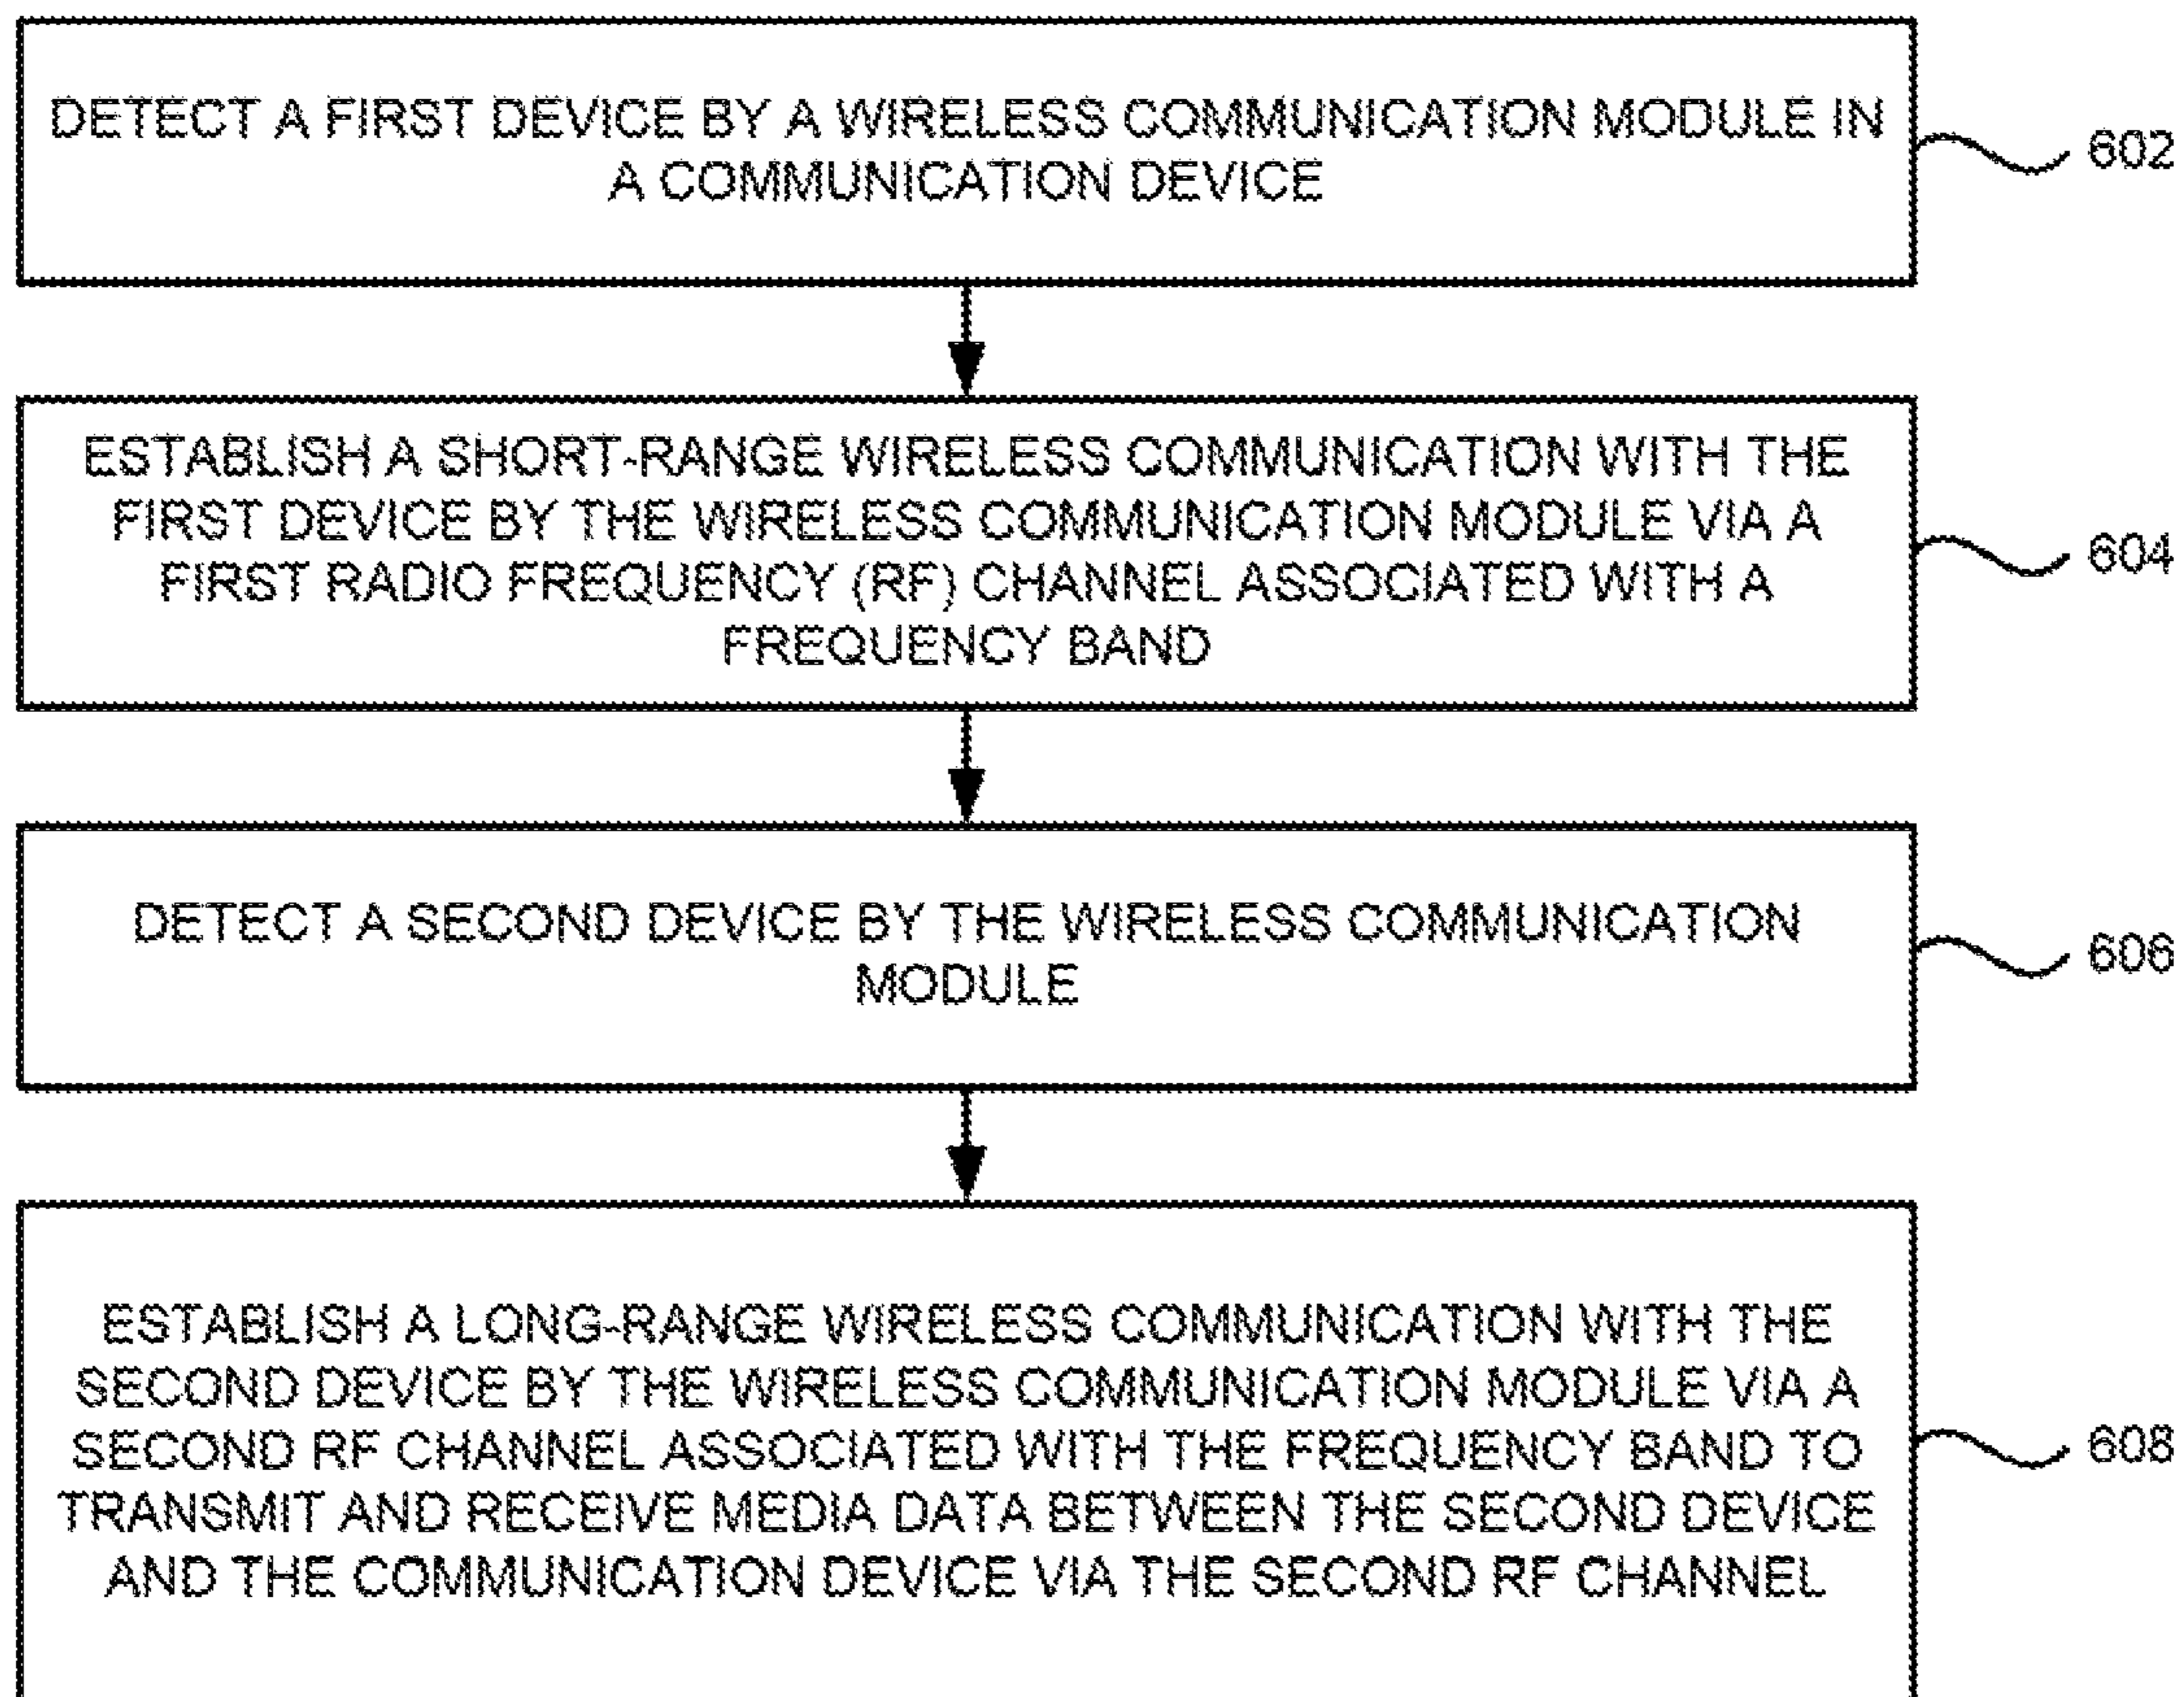 DETECT A FIRST DEVICE BY A WIRELESS COMMUNICATION MODULE IN
A COMMUNICATION DEVICE
602
ESTABLISH A SHORT-RANGE WIRELESS COMMUNICATION WITH THE
FIRST DEVICE BY THE WIRELESS COMMUNICATION MODULE VIA A
FIRST RADIO FREQUENCY (RF) CHANNEL ASSOCIATED WITH A
FREQUENCY BAND
604
DETECT A SECOND DEVICE BY THE WIRELESS COMMUNICATION
MODULE
606
ESTABLISH A LONG-RANGE WIRELESS COMMUNICATION WITH THE
SECOND DEVICE BY THE WIRELESS COMMUNICATION MODULE VIA A
SECOND RF CHANNEL ASSOCIATED WITH THE FREQUENCY BAND TO
TRANSMIT AND RECEIVE MEDIA DATA BETWEEN THE SECOND DEVICE
AND THE COMMUNICATION DEVICE VIA THE SECOND RF CHANNEL
608